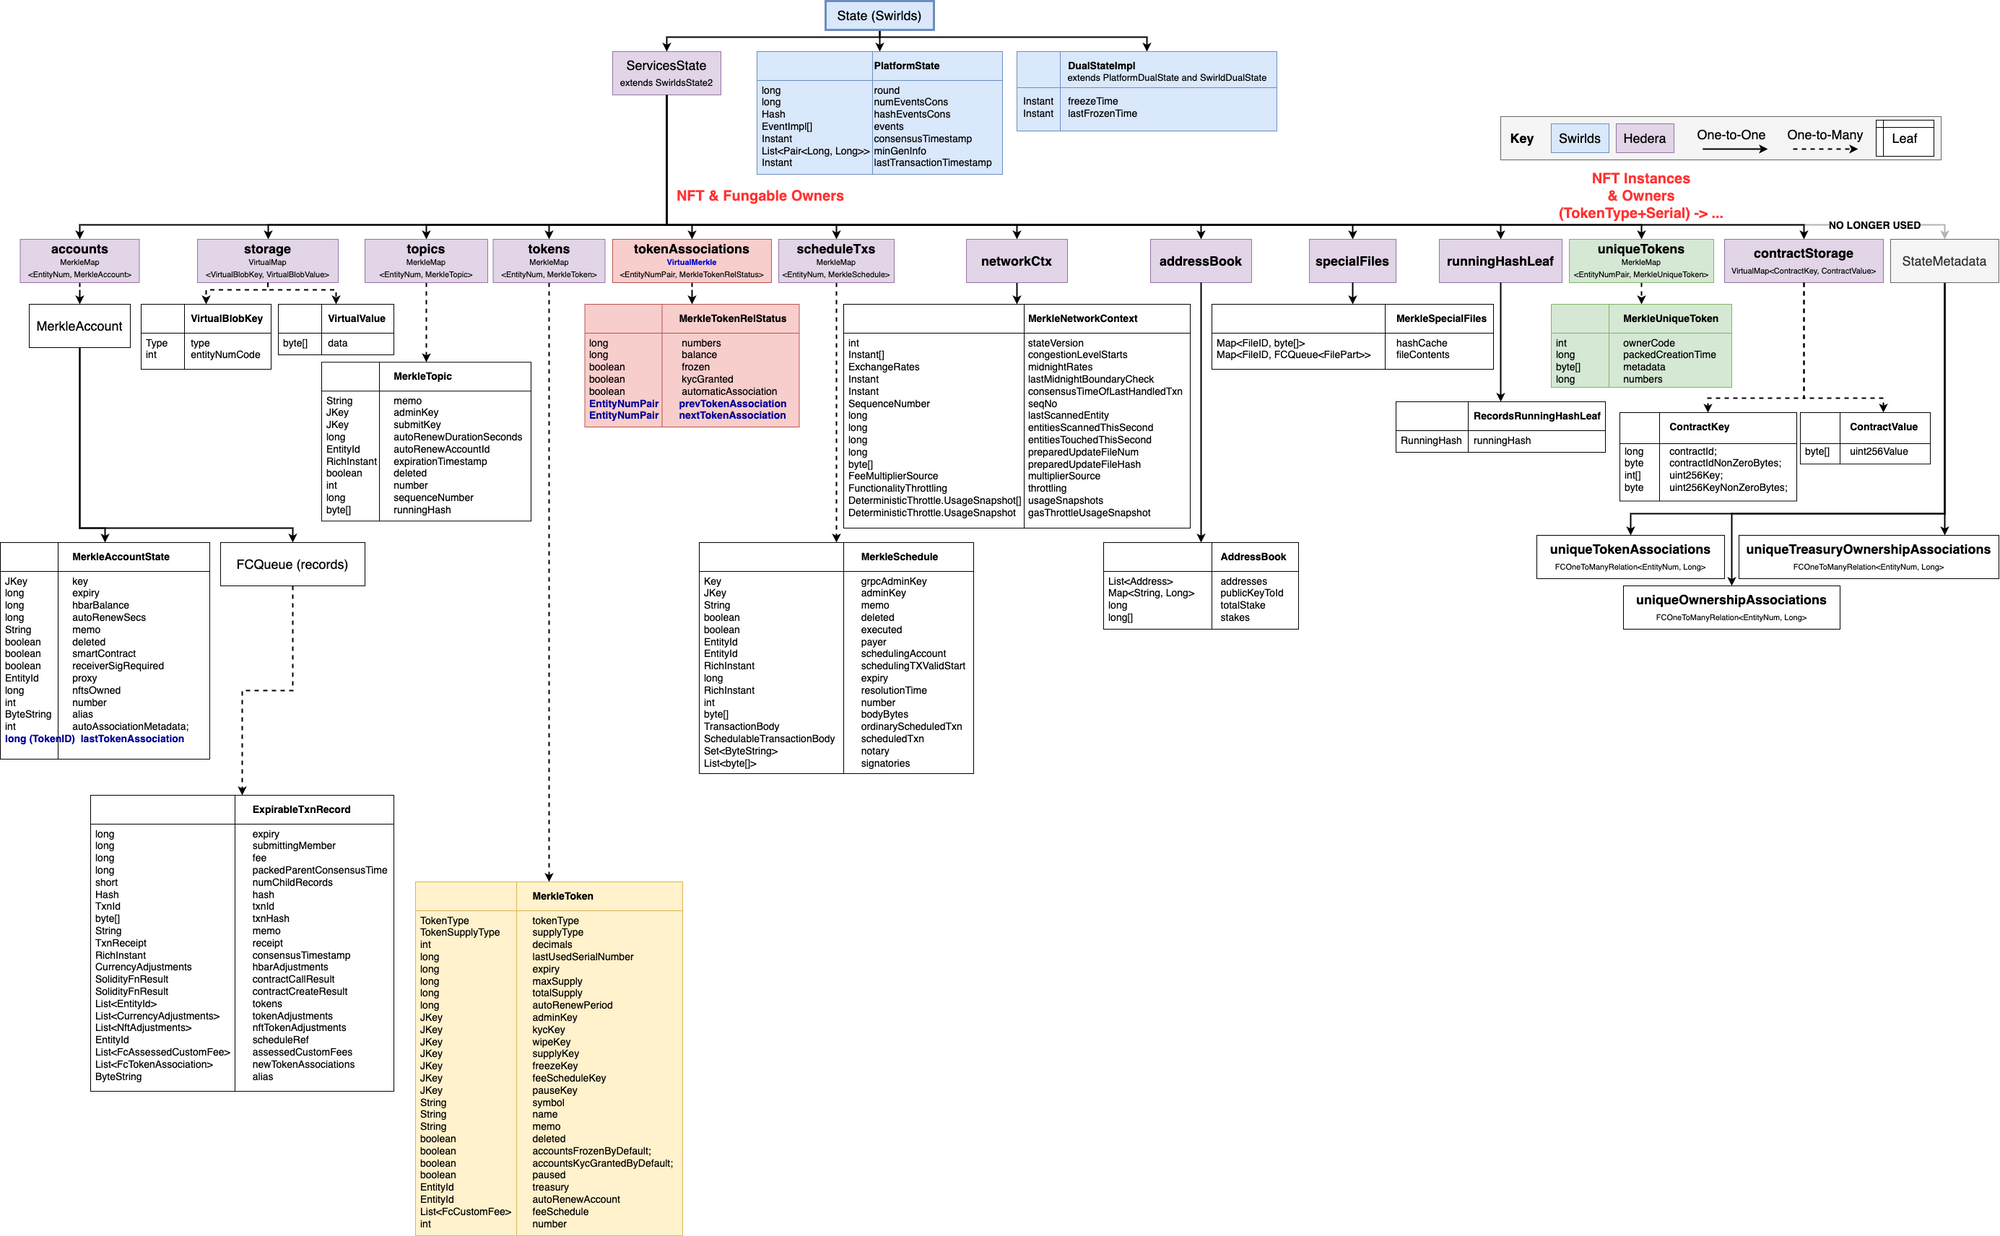 State (Swirlds)
ServicesState
extends SwirldsState2
PlatformState
long round
long numEventsCons
Hash hashEventsCons
EventImpl[] events
Instant consensusTimestamp
List<Pair<Long, Long>> minGenInfo
Instant lastTransactionTimestamp
DualStateImpl
extends PlatformDualState and SwirldDualState
Instant freezeTime
Instant lastFrozenTime
Key
Swirlds
Hedera
One-to-One
One-to-Many
Leaf
NFT & Fungable Owners
NFT Instances
& Owners
(TokenType+Serial) -> ...
NO LONGER USED
accounts
MerkleMap
<EntityNum, MerkleAccount>
storage
VirtualMap
<VirtualBlobKey, VirtualBlobValue>
topics
MerkleMap
<EntityNum, MerkleTopic>
tokens
MerkleMap
<EntityNum, MerkleToken>
tokenAssociations
VirtualMerkle
<EntityNumPair, MerkleTokenRelStatus>
scheduleTxs
MerkleMap
<EntityNum, MerkleSchedule>
networkCtx
addressBook
specialFiles
runningHashLeaf
uniqueTokens
MerkleMap
<EntityNumPair, MerkleUniqueToken>
contractStorage
VirtualMap<ContractKey, ContractValue>
StateMetadata
MerkleAccount
VirtualBlobKey
Type type
int entityNumCode
VirtualValue
byte[] data
MerkleTopic
String memo
JKey adminKey
JKey submitKey
long autoRenewDurationSeconds
EntityId autoRenewAccountId
RichInstant expirationTimestamp
boolean deleted
int number
long sequenceNumber
byte[] runningHash
MerkleTokenRelStatus
long numbers
long balance
boolean frozen
boolean kycGranted
boolean automaticAssociation
EntityNumPair prevTokenAssociation
EntityNumPair nextTokenAssociation
MerkleNetworkContext
int stateVersion
Instant[] congestionLevelStarts
ExchangeRates midnightRates
Instant lastMidnightBoundaryCheck
Instant consensusTimeOfLastHandledTxn
SequenceNumber seqNo
long lastScannedEntity
long entitiesScannedThisSecond
long entitiesTouchedThisSecond
long preparedUpdateFileNum
byte[] preparedUpdateFileHash
FeeMultiplierSource multiplierSource
FunctionalityThrottling throttling
DeterministicThrottle.UsageSnapshot[] usageSnapshots
DeterministicThrottle.UsageSnapshot gasThrottleUsageSnapshot
MerkleSpecialFiles
Map<FileID, byte[]> hashCache
Map<FileID, FCQueue<FilePart>> fileContents
RecordsRunningHashLeaf
RunningHash runningHash
MerkleUniqueToken
int ownerCode
long packedCreationTime
byte[] metadata
long numbers
ContractKey
long contractId;
byte contractIdNonZeroBytes;
int[] uint256Key;
byte uint256KeyNonZeroBytes;
ContractValue
byte[] uint256Value
uniqueTokenAssociations
FCOneToManyRelation<EntityNum, Long>
uniqueTreasuryOwnershipAssociations
FCOneToManyRelation<EntityNum, Long>
uniqueOwnershipAssociations
FCOneToManyRelation<EntityNum, Long>
MerkleAccountState
JKey key
long expiry
long hbarBalance
long autoRenewSecs
String memo
boolean deleted
boolean smartContract
boolean receiverSigRequired
EntityId proxy
long nftsOwned
int number
ByteString alias
int autoAssociationMetadata;
long (TokenID) lastTokenAssociation
FCQueue (records)
MerkleSchedule
Key grpcAdminKey
JKey adminKey
String memo
boolean deleted
boolean executed
EntityId payer
EntityId schedulingAccount
RichInstant schedulingTXValidStart
long expiry
RichInstant resolutionTime
int number
byte[] bodyBytes
TransactionBody ordinaryScheduledTxn
SchedulableTransactionBody scheduledTxn
Set<ByteString> notary
List<byte[]> signatories
AddressBook
List<Address> addresses
Map<String, Long> publicKeyToId
long totalStake
long[] stakes
ExpirableTxnRecord
long expiry
long submittingMember
long fee
long packedParentConsensusTime
short numChildRecords
Hash hash
TxnId txnId
byte[] txnHash
String memo
TxnReceipt receipt
RichInstant consensusTimestamp
CurrencyAdjustments hbarAdjustments
SolidityFnResult contractCallResult
SolidityFnResult contractCreateResult
List<EntityId> tokens
List<CurrencyAdjustments> tokenAdjustments
List<NftAdjustments> nftTokenAdjustments
EntityId scheduleRef
List<FcAssessedCustomFee> assessedCustomFees
List<FcTokenAssociation> newTokenAssociations
ByteString alias
MerkleToken
TokenType tokenType
TokenSupplyType supplyType
int decimals
long lastUsedSerialNumber
long expiry
long maxSupply
long totalSupply
long autoRenewPeriod
JKey adminKey
JKey kycKey
JKey wipeKey
JKey supplyKey
JKey freezeKey
JKey feeScheduleKey
JKey pauseKey
String symbol
String name
String memo
boolean deleted
boolean accountsFrozenByDefault;
boolean accountsKycGrantedByDefault;
boolean paused
EntityId treasury
EntityId autoRenewAccount
List<FcCustomFee> feeSchedule
int number